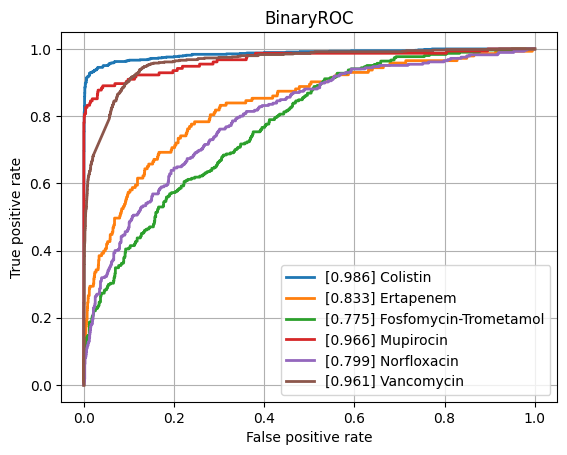 BinaryROC
True positive rate
1.0
0.8
0.6
0.4
0.2
0.0
[0.986] Colistin
[0.833] Ertapenem
[0.775] Fosfomycin-Trometamol
[0.966] Mupirocin
[0.799] Norfloxacin
[0.961] Vancomycin
0.0 0.2 0.4 0.6 0.8 1.0
False positive rate